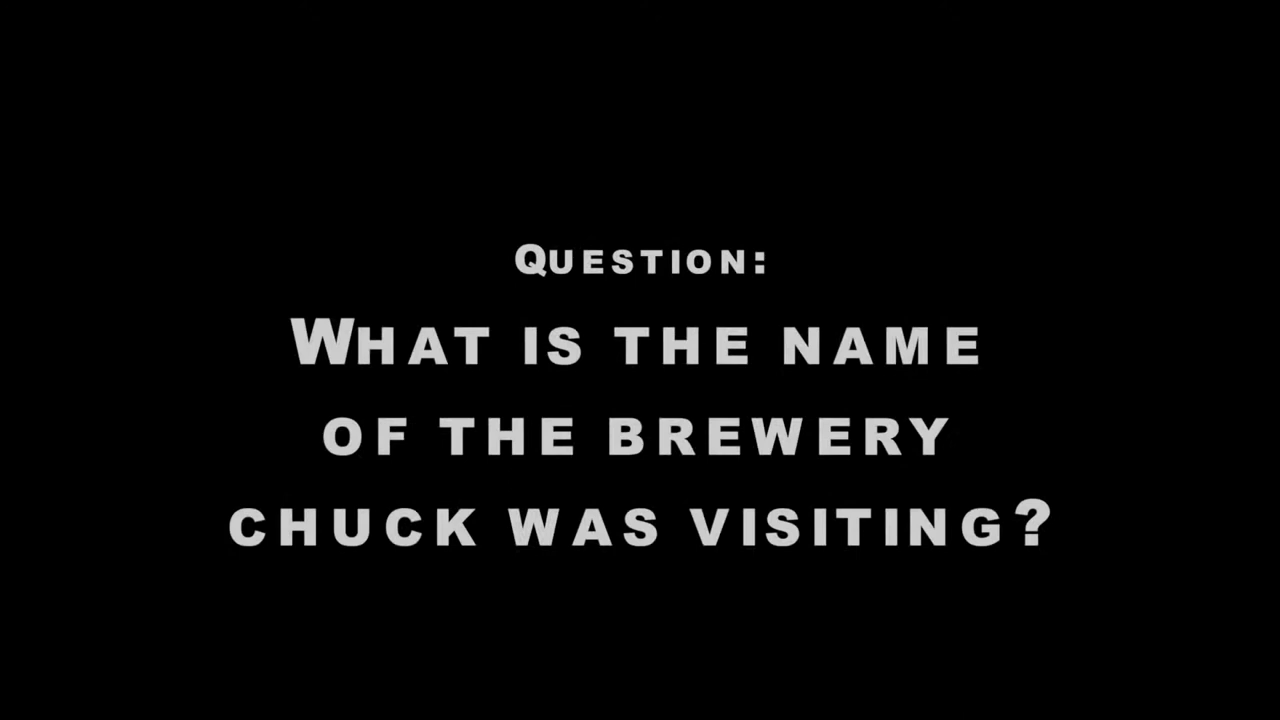 QUESTION:
WHAT IS THE NAME
OF THE BREWERY
CHUCK WAS VISITING?